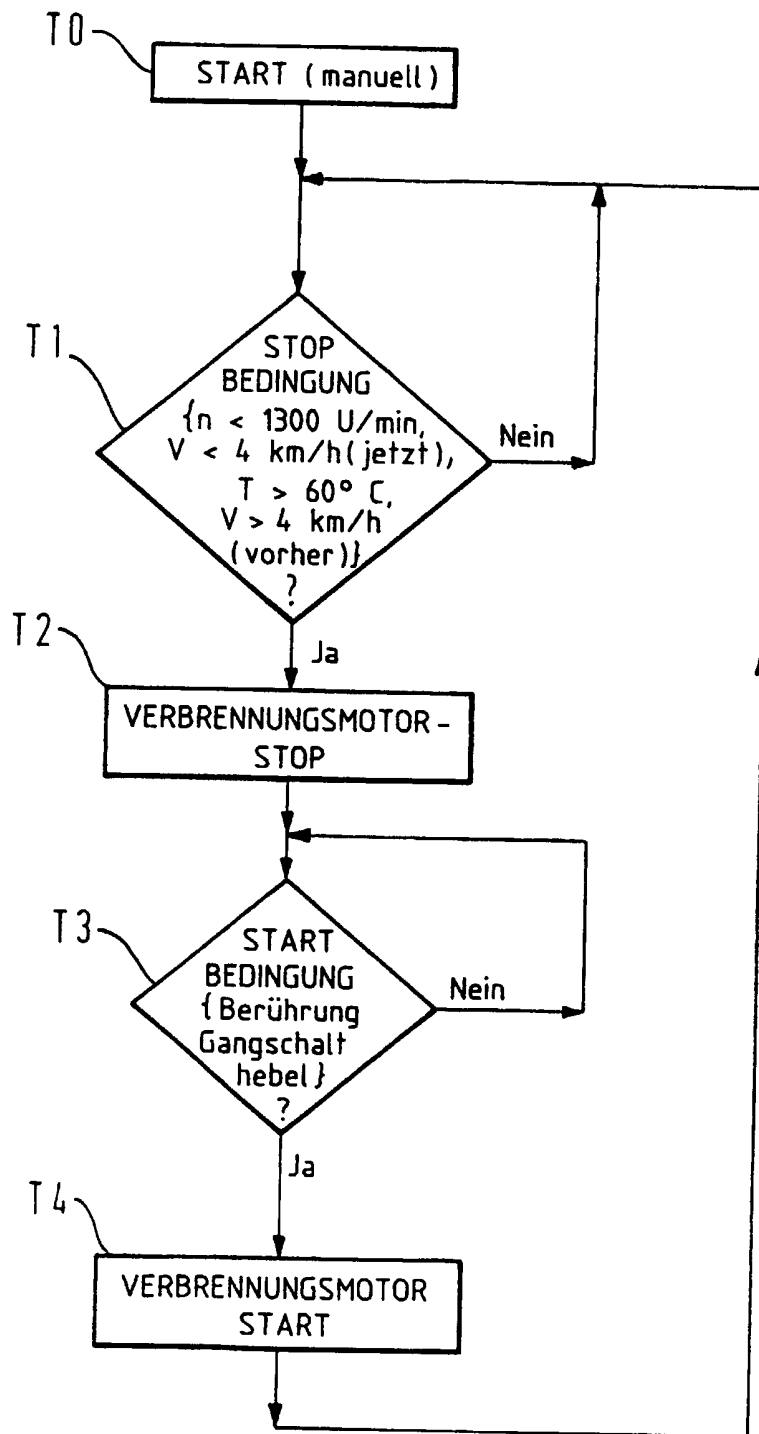 T0
START (manuell)
T1
STOP
BEDINGUNG
{n < 1300 U/min,
V < 4 km/h(jetzt),
T > 60° C,
V > 4 km/h
(vorher)}
?
Nein
Ja
T2
VERBRENNUNGSMOTOR-
STOP
T3
START
BEDINGUNG
{Berührung
Gangschalt
hebel}
?
Nein
Ja
T4
VERBRENNUNGSMOTOR
START